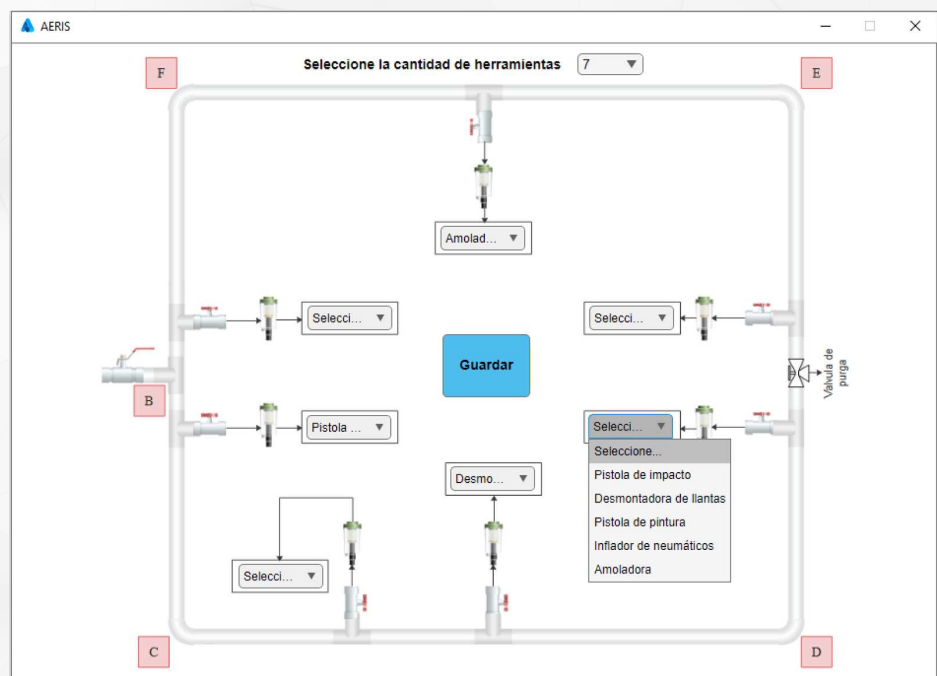 AERIS
Seleccione la cantidad de herramientas 7
F
E
Amolad...
Selecci...
Selecci...
Guardar
Valvula de
purga
B
Pistola ...
Selecci...
Seleccione...
Pistola de impacto
Desmontadora de llantas
Pistola de pintura
Inflador de neumáticos
Amoladora
Desmo...
Selecci...
C
D